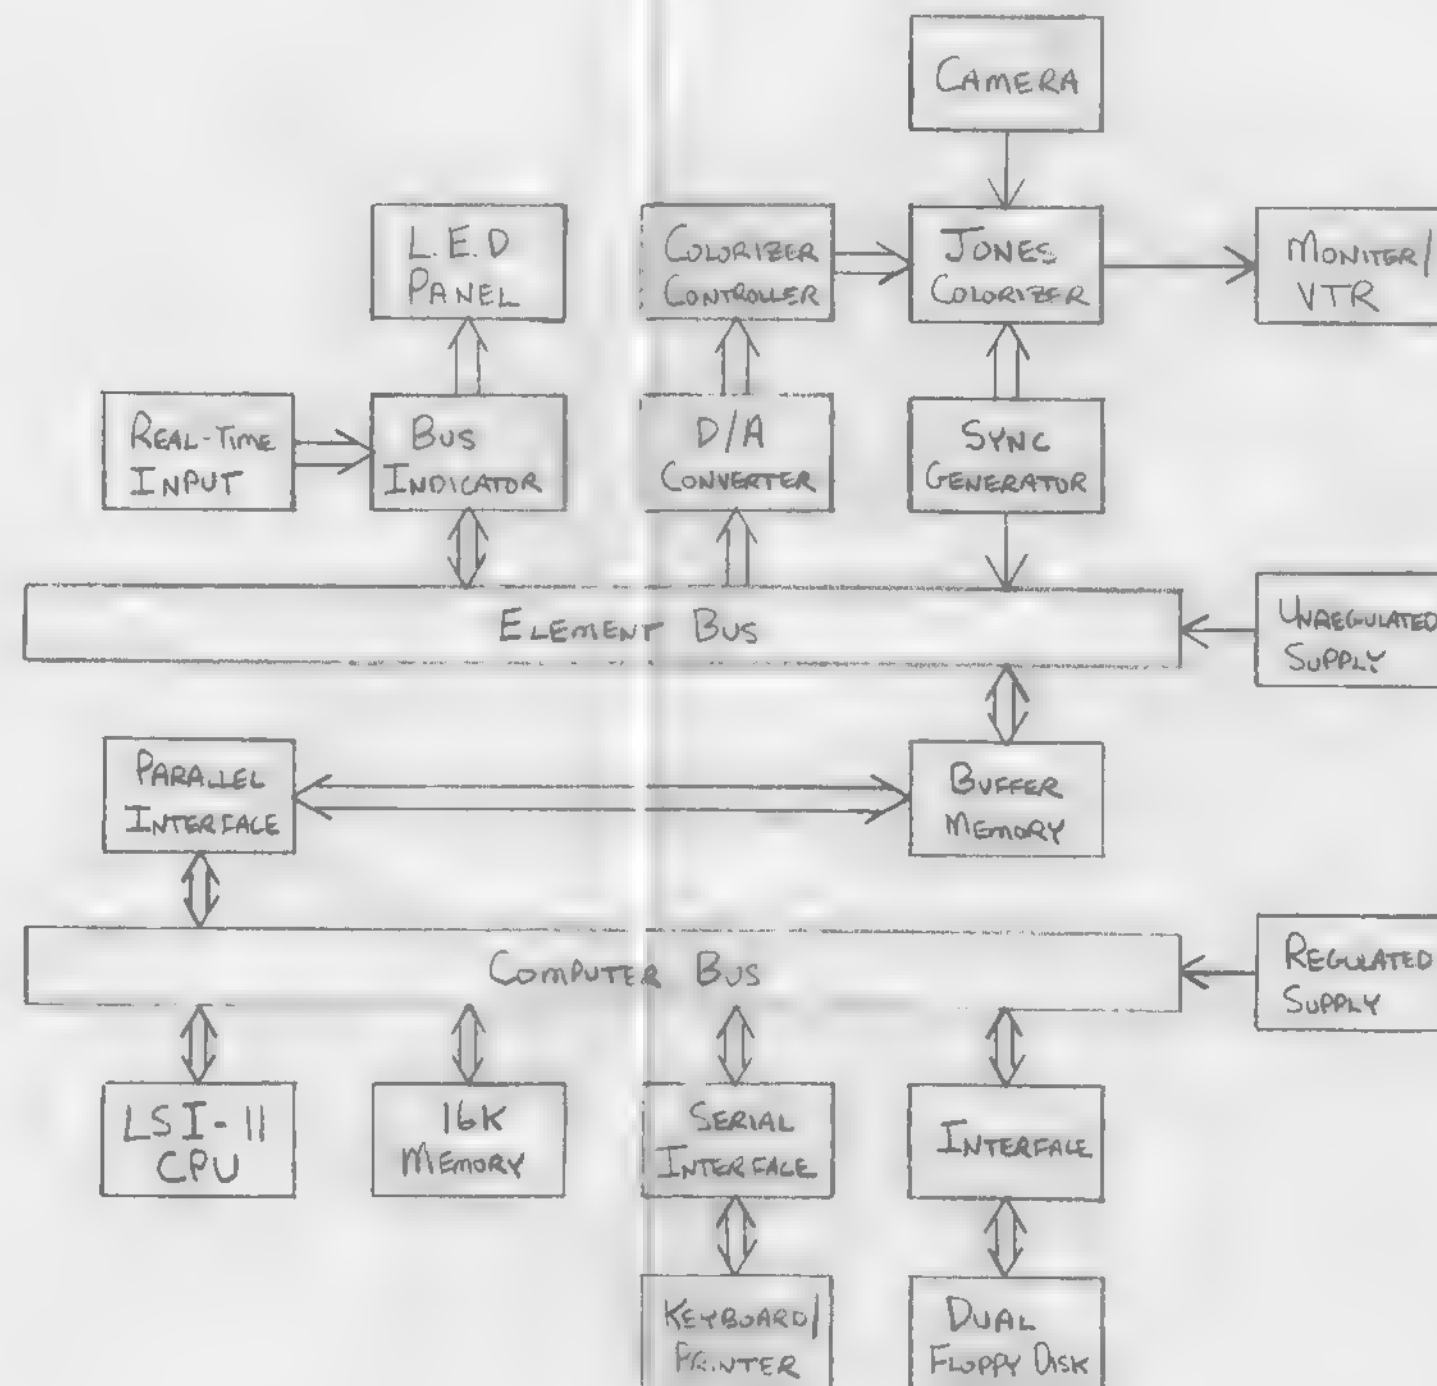 CAMERA
L.E.D
PANEL
COLORIZER
CONTROLLER
JONES
COLORIZER
MONITER/
VTR
REAL-TIME
INPUT
BUS
INDICATOR
D/A
CONVERTER
SYNC
GENERATOR
ELEMENT BUS
UNREGULATED
SUPPLY
PARALLEL
INTERFACE
BUFFER
MEMORY
COMPUTER BUS
REGULATED
SUPPLY
LSI-11
CPU
16K
MEMORY
SERIAL
INTERFACE
INTERFACE
KEYBOARD/
PRINTER
DUAL
FLOPPY DISK